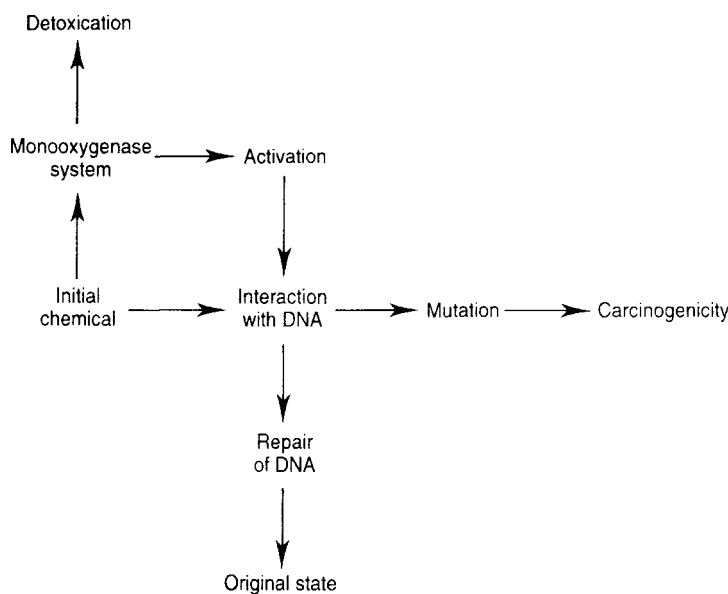 Detoxication
Monooxygenase
system
Activation
Initial
chemical
Interaction
with DNA
Mutation
Carcinogenicity
Repair
of DNA
Original state